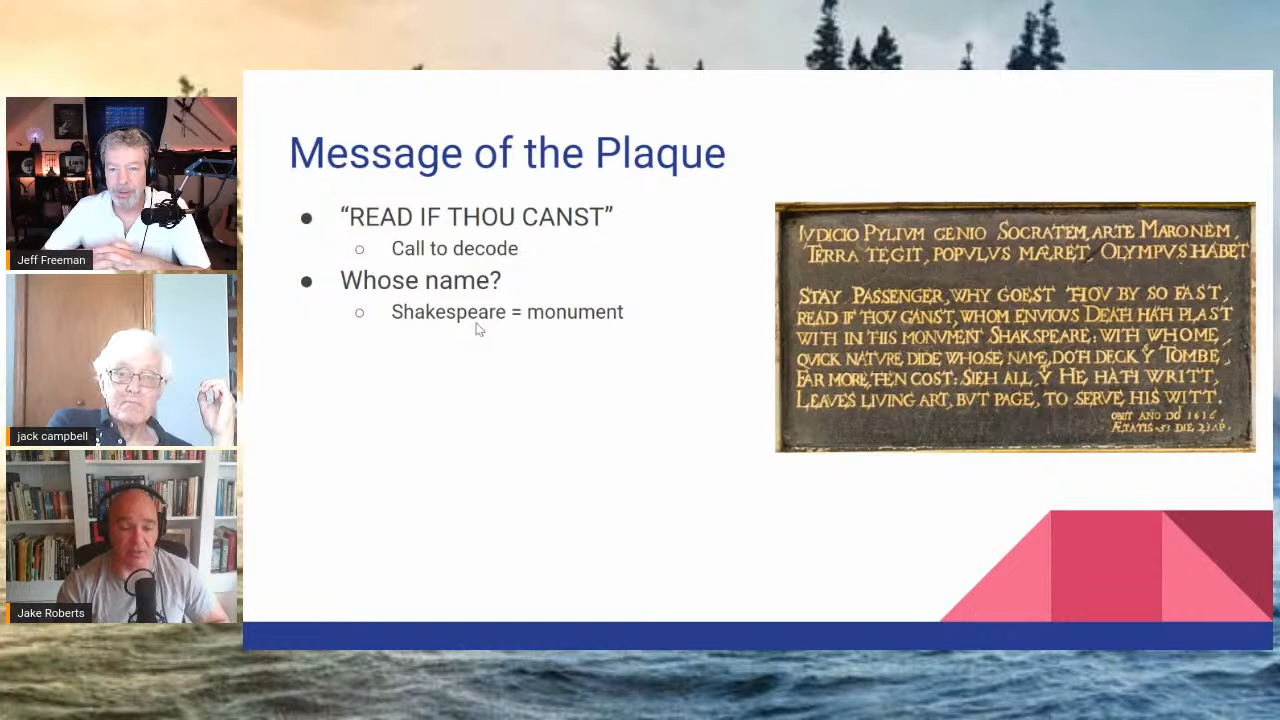 Jeff Freeman
jack campbell
Jake Roberts
Message of the Plaque
● “READ IF THOU CANST”
○ Call to decode
● Whose name?
○ Shakespeare = monument
IVDICIO PYLIVM GENIO SOCRATEM, ARTE MARONEM,
TERRA TEGIT, POPVLVS MÆRET, OLYMPVS HABET
STAY PASSENGER, WHY GOEST THOV BY SO FAST,
READ IF THOV CANST, WHOM ENVIOVS DEATH HATH PLAST
WITH IN THIS MONVMENT SHAKSPEARE: WITH WHOME,
QVICK NATVRE DIDE WHOSE NAME, DOTH DECK Y TOMBE,
FAR MORE, THEN COST: SIEH ALL, Y HE HATH WRITT,
LEAVES LIVING ART, BVT PAGE, TO SERVE HIS WITT.
OBIIT ANO DO 1616
ÆTATIS 53 DIE 23 AP.